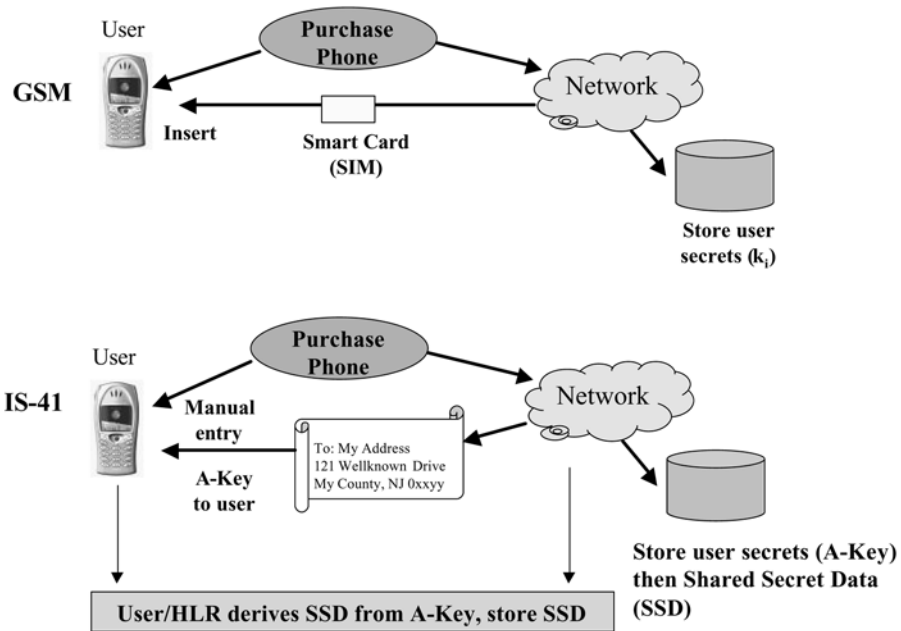 User
Purchase
Phone
GSM
Network
Insert
Smart Card
(SIM)
Store user
secrets (kᵢ)
User
Purchase
Phone
IS-41
Network
Manual
entry
A-Key
to user
To: My Address
121 Wellknown Drive
My County, NJ 0xxyy
Store user secrets (A-Key)
then Shared Secret Data
(SSD)
User/HLR derives SSD from A-Key, store SSD